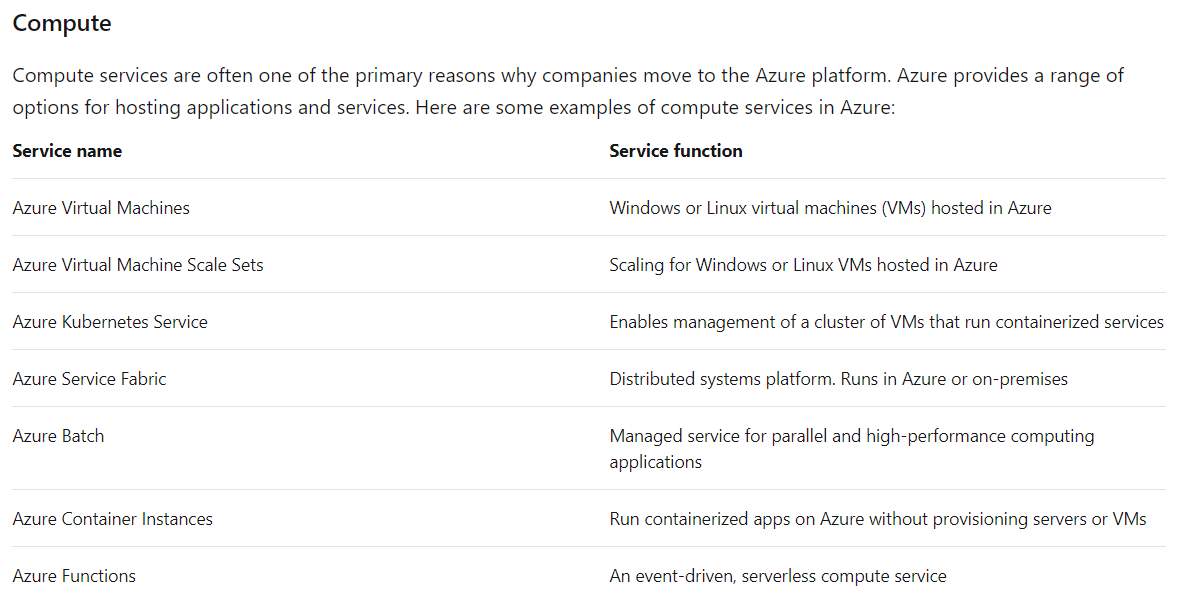 Compute
Compute services are often one of the primary reasons why companies move to the Azure platform. Azure provides a range of
options for hosting applications and services. Here are some examples of compute services in Azure:
Service name Service function
Azure Virtual Machines Windows or Linux virtual machines (VMs) hosted in Azure
Azure Virtual Machine Scale Sets Scaling for Windows or Linux VMs hosted in Azure
Azure Kubernetes Service Enables management of a cluster of VMs that run containerized services
Azure Service Fabric Distributed systems platform. Runs in Azure or on-premises
Azure Batch Managed service for parallel and high-performance computing
applications
Azure Container Instances Run containerized apps on Azure without provisioning servers or VMs
Azure Functions An event-driven, serverless compute service